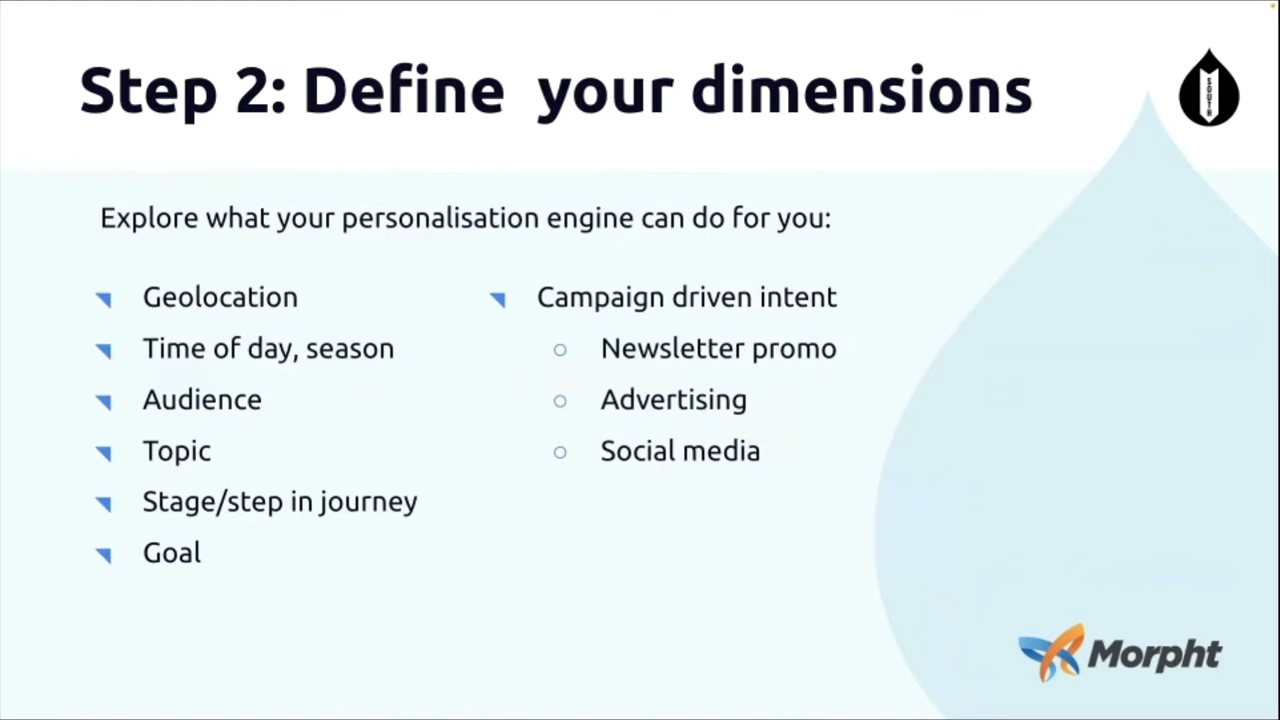 Step 2: Define  your dimensions
SOUTH
Explore what your personalisation engine can do for you:
Geolocation
Time of day, season
Audience
Topic
Stage/step in journey
Goal
Campaign driven intent
Newsletter promo
Advertising
Social media
Morpht